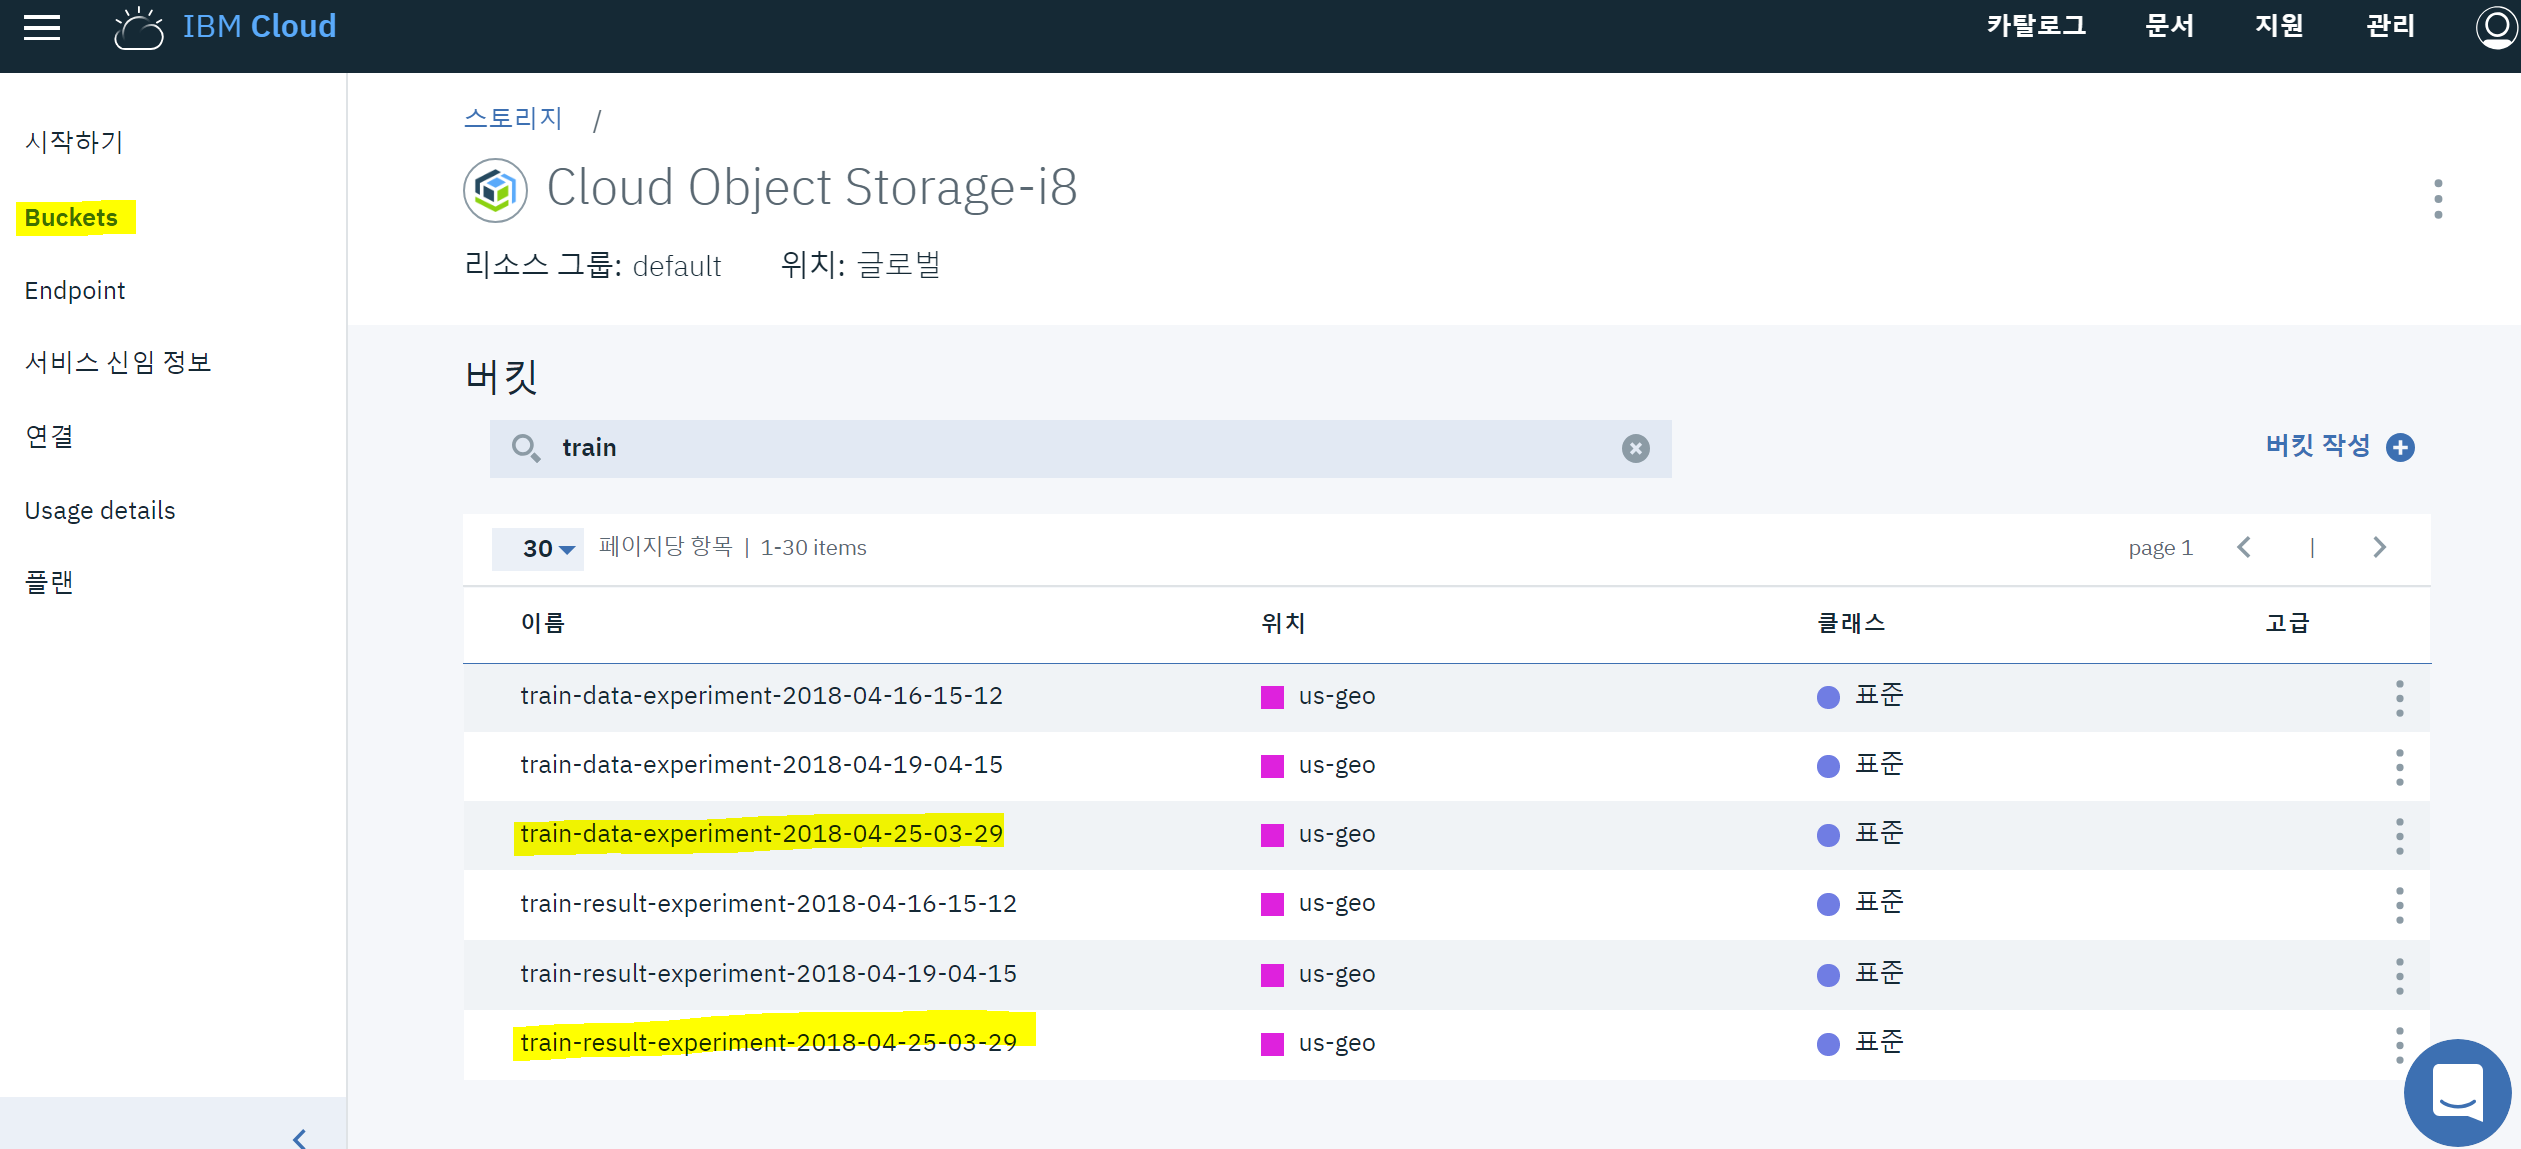 IBM Cloud
카탈로그 문서 지원 관리
시작하기
Buckets
Endpoint
서비스 신임 정보
연결
Usage details
플랜
스토리지 /
Cloud Object Storage-i8
리소스 그룹: default 위치: 글로벌
버킷
train
버킷 작성
30 페이지당 항목 | 1-30 items
page 1 |
이름 위치 클래스 고급
train-data-experiment-2018-04-16-15-12 us-geo 표준
train-data-experiment-2018-04-19-04-15 us-geo 표준
train-data-experiment-2018-04-25-03-29 us-geo 표준
train-result-experiment-2018-04-16-15-12 us-geo 표준
train-result-experiment-2018-04-19-04-15 us-geo 표준
train-result-experiment-2018-04-25-03-29 us-geo 표준